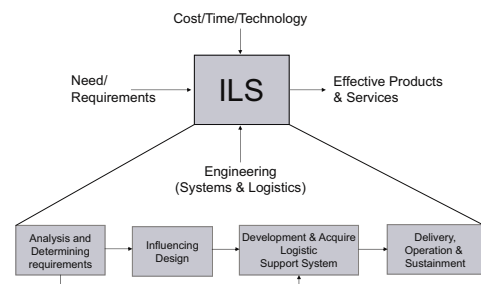 Cost/Time/Technology
Need/
Requirements
ILS
Effective Products
& Services
Engineering
(Systems & Logistics)
Analysis and
Determining
requirements
Influencing
Design
Development & Acquire
Logistic
Support System
Delivery,
Operation &
Sustainment